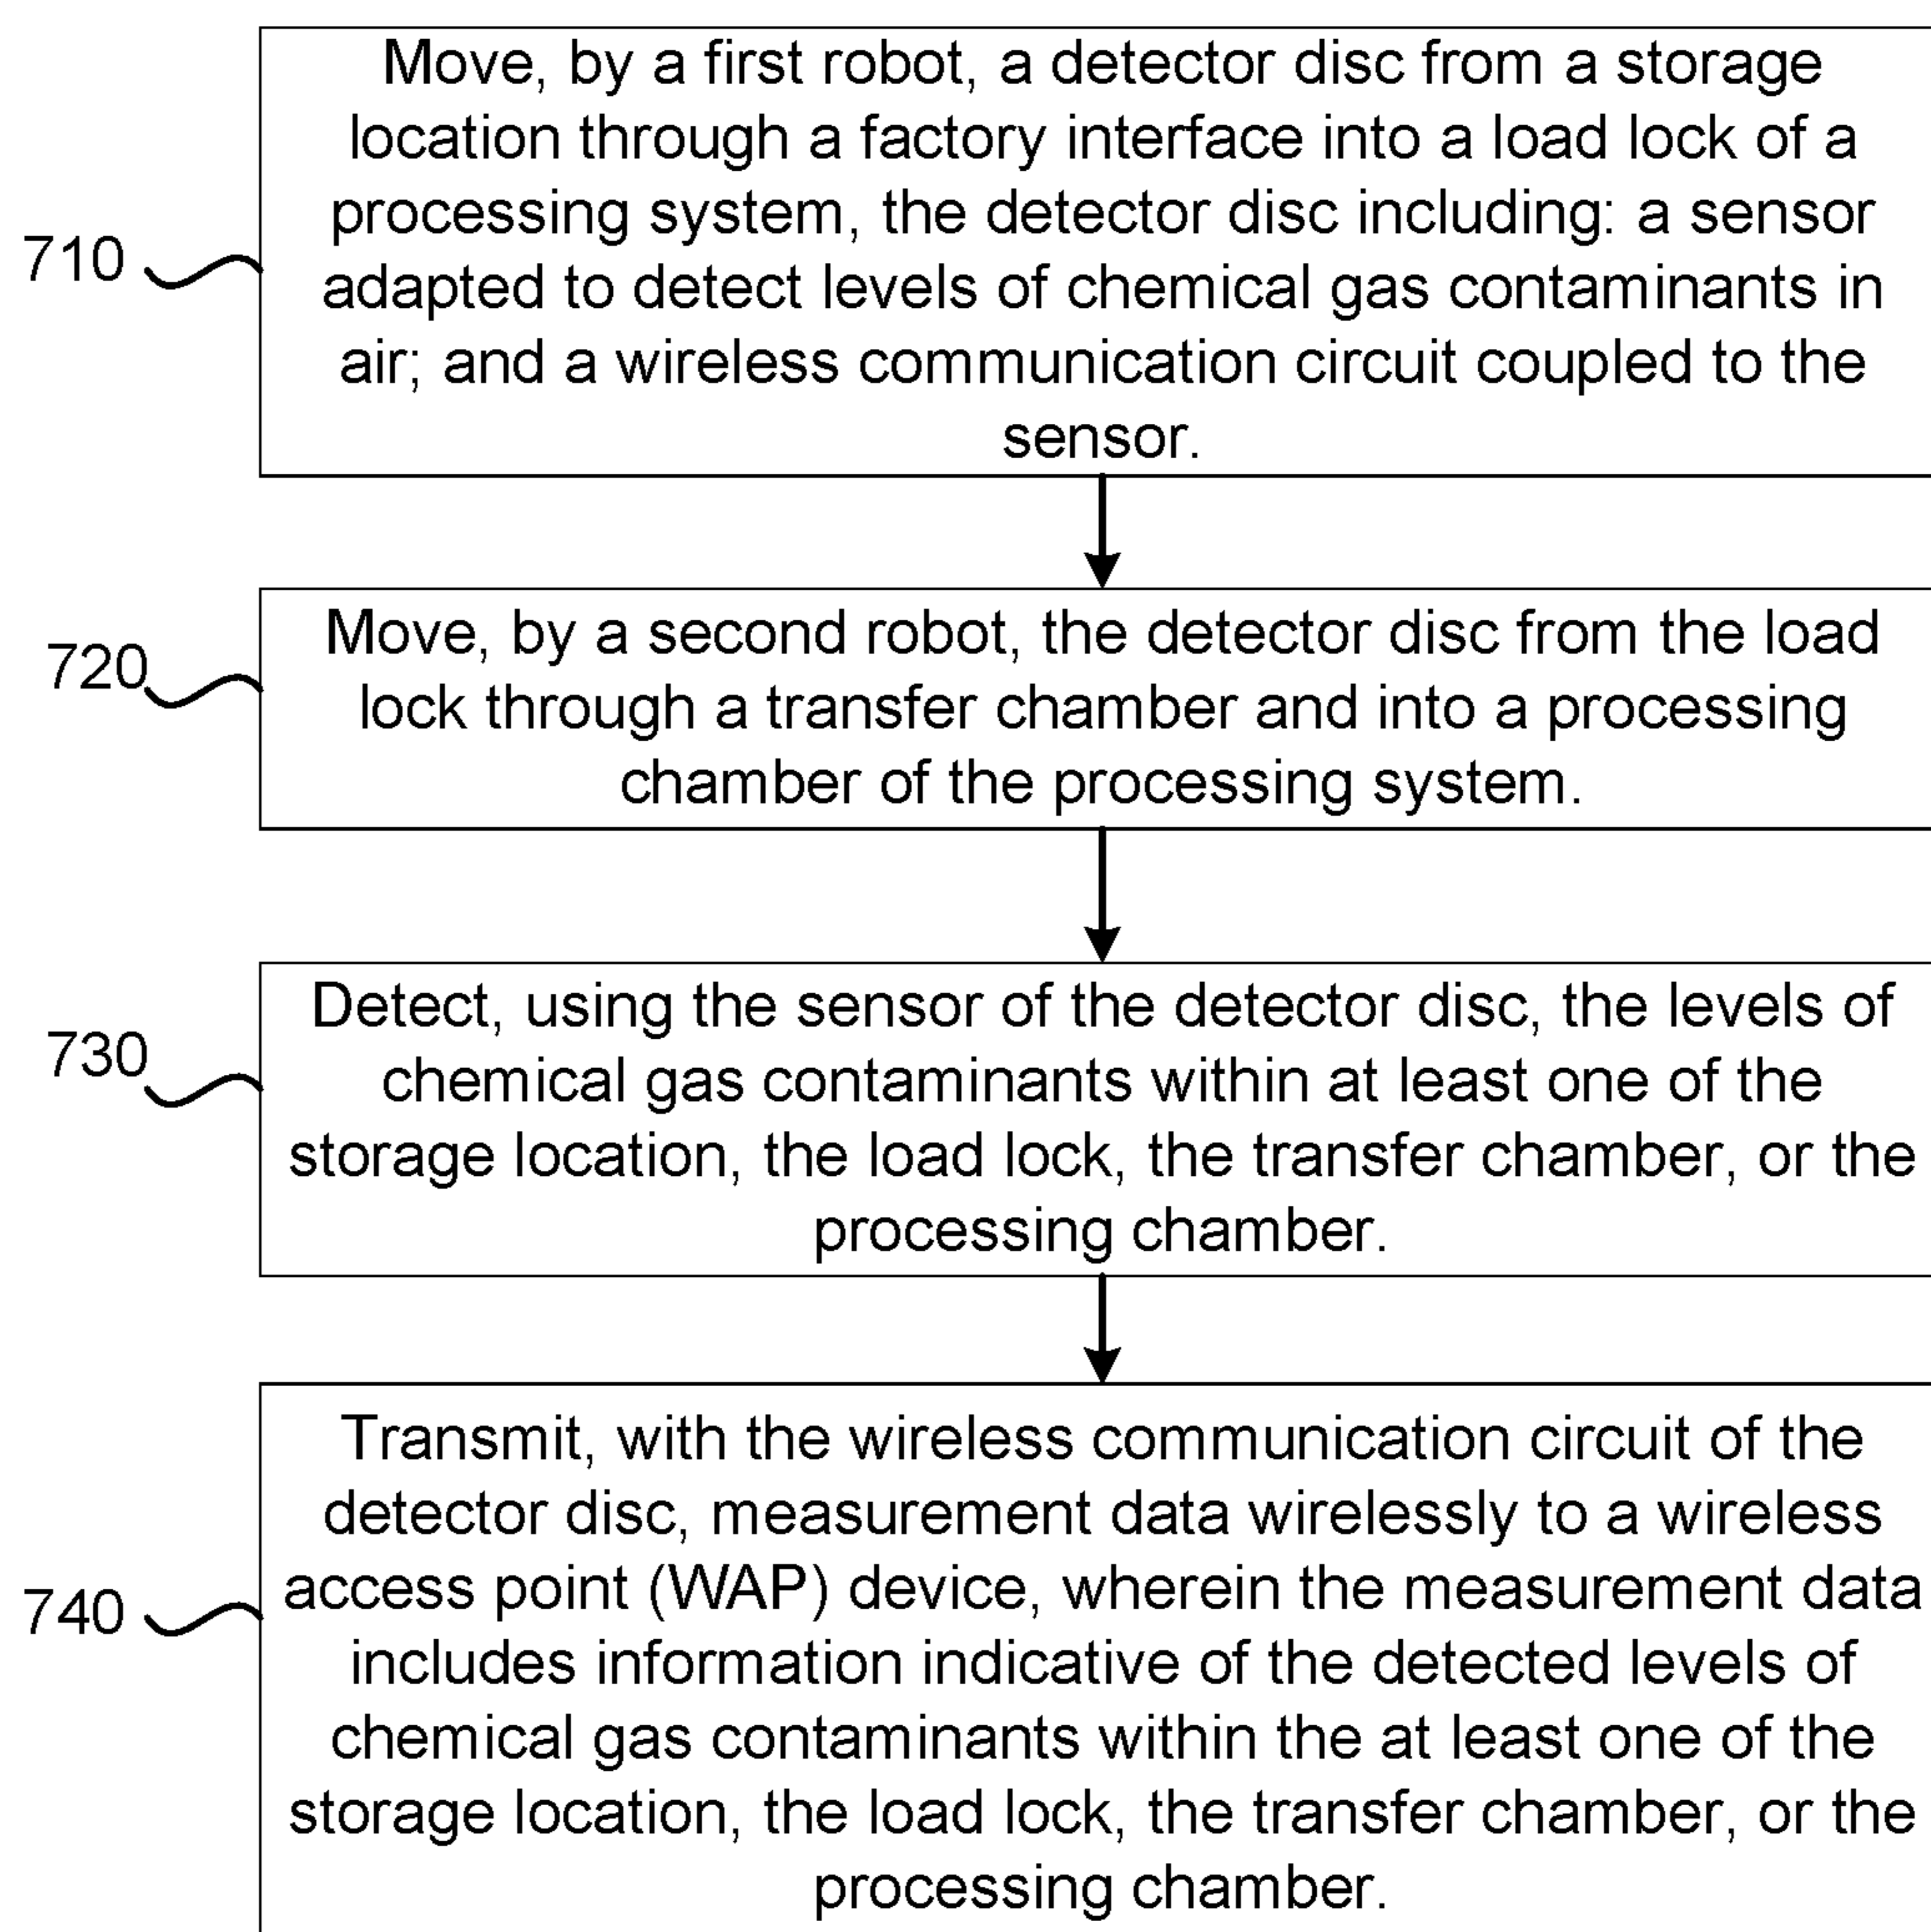 Move, by a first robot, a detector disc from a storage
location through a factory interface into a load lock of a
processing system, the detector disc including: a sensor
710
adapted to detect levels of chemical gas contaminants in
air; and a wireless communication circuit coupled to the
sensor.
Move, by a second robot, the detector disc from the load
720
lock through a transfer chamber and into a processing
chamber of the processing system.
Detect, using the sensor of the detector disc, the levels of
730
chemical gas contaminants within at least one of the
storage location, the load lock, the transfer chamber, or the
processing chamber.
Transmit, with the wireless communication circuit of the
detector disc, measurement data wirelessly to a wireless
access point (WAP) device, wherein the measurement data
740
includes information indicative of the detected levels of
chemical gas contaminants within the at least one of the
storage location, the load lock, the transfer chamber, or the
processing chamber.